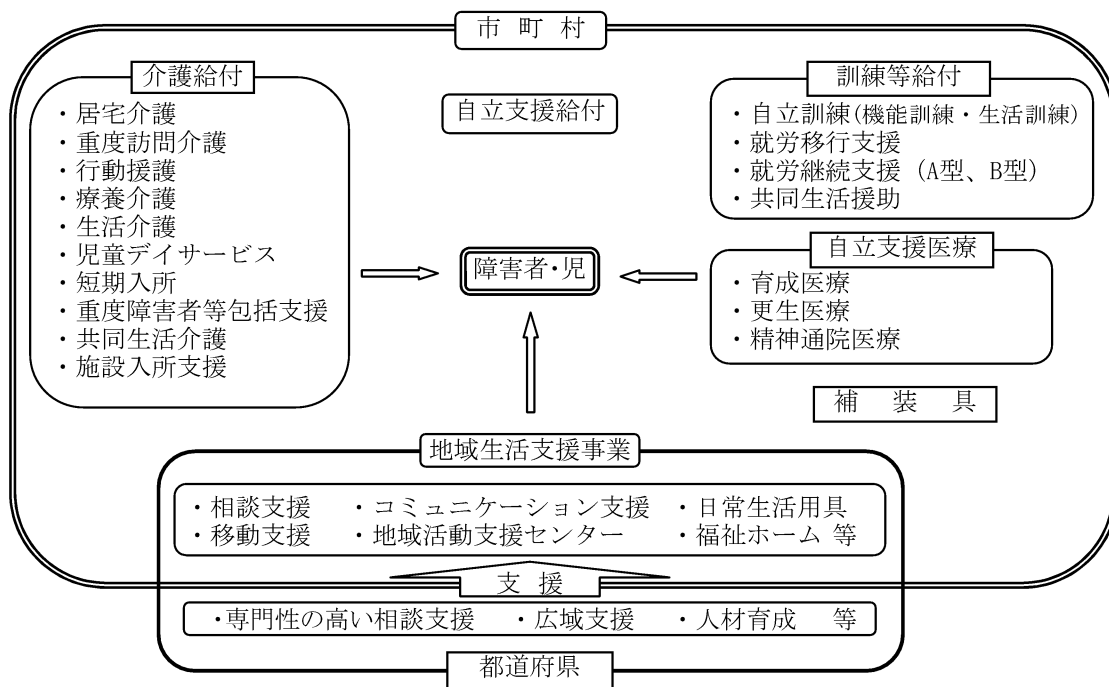 市町村
介護給付
・居宅介護
・重度訪問介護
・行動援護
・療養介護
・生活介護
・児童デイサービス
・短期入所
・重度障害者等包括支援
・共同生活介護
・施設入所支援
自立支援給付
訓練等給付
・自立訓練(機能訓練・生活訓練)
・就労移行支援
・就労継続支援（A型、B型）
・共同生活援助
障害者・児
自立支援医療
・育成医療
・更生医療
・精神通院医療
補装具
地域生活支援事業
・相談支援 ・コミュニケーション支援 ・日常生活用具
・移動支援 ・地域活動支援センター ・福祉ホーム 等
支援
・専門性の高い相談支援 ・広域支援 ・人材育成 等
都道府県